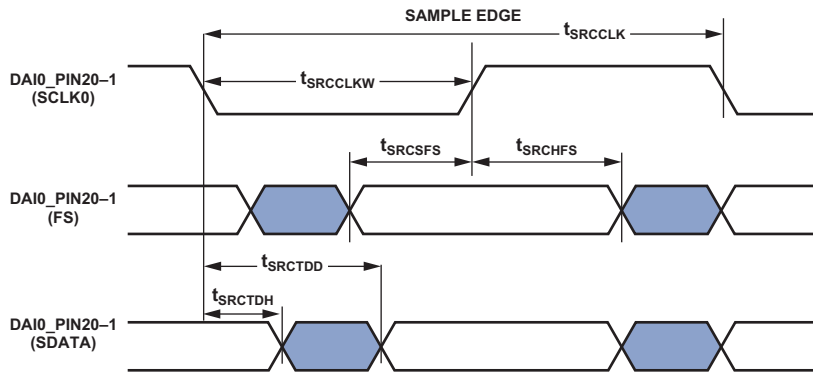 SAMPLE EDGE
tSRCCLK
DAI0_PIN20–1
(SCLK0)
tSRCCLKW
tSRCSFS
tSRCHFS
DAI0_PIN20–1
(FS)
tSRCTDD
tSRCTDH
DAI0_PIN20–1
(SDATA)